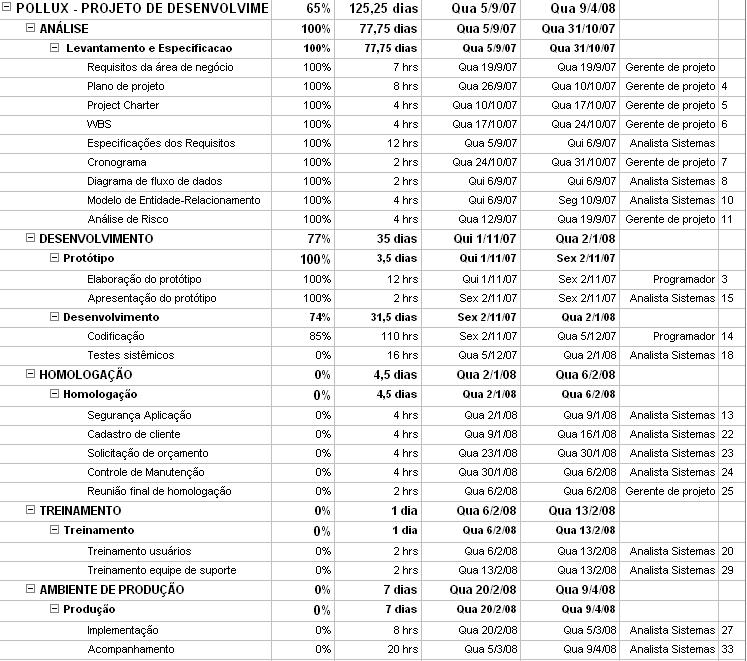 POLLUX - PROJETO DE DESENVOLVIME 65% 125,25 dias Qua 5/9/07 Qua 9/4/08
ANÁLISE 100% 77,75 dias Qua 5/9/07 Qua 31/10/07
Levantamento e Especificacao 100% 77,75 dias Qua 5/9/07 Qua 31/10/07
Requisitos da área de negócio 100% 7 hrs Qua 19/9/07 Qua 19/9/07 Gerente de projeto
Plano de projeto 100% 8 hrs Qua 26/9/07 Qua 10/10/07 Gerente de projeto 4
Project Charter 100% 4 hrs Qua 10/10/07 Qua 17/10/07 Gerente de projeto 5
WBS 100% 4 hrs Qua 17/10/07 Qua 24/10/07 Gerente de projeto 6
Especificações dos Requisitos 100% 12 hrs Qua 5/9/07 Qui 6/9/07 Analista Sistemas
Cronograma 100% 2 hrs Qua 24/10/07 Qua 31/10/07 Gerente de projeto 7
Diagrama de fluxo de dados 100% 2 hrs Qui 6/9/07 Qui 6/9/07 Analista Sistemas 8
Modelo de Entidade-Relacionamento 100% 4 hrs Qui 6/9/07 Seg 10/9/07 Analista Sistemas 10
Análise de Risco 100% 4 hrs Qua 12/9/07 Qua 19/9/07 Gerente de projeto 11
DESENVOLVIMENTO 77% 35 dias Qui 1/11/07 Qua 2/1/08
Protótipo 100% 3,5 dias Qui 1/11/07 Sex 2/11/07
Elaboração do protótipo 100% 12 hrs Qui 1/11/07 Sex 2/11/07 Programador 3
Apresentação do protótipo 100% 2 hrs Sex 2/11/07 Sex 2/11/07 Analista Sistemas 15
Desenvolvimento 74% 31,5 dias Sex 2/11/07 Qua 2/1/08
Codificação 85% 110 hrs Sex 2/11/07 Qua 5/12/07 Programador 14
Testes sistêmicos 0% 16 hrs Qua 5/12/07 Qua 2/1/08 Analista Sistemas 18
HOMOLOGAÇÃO 0% 4,5 dias Qua 2/1/08 Qua 6/2/08
Homologação 0% 4,5 dias Qua 2/1/08 Qua 6/2/08
Segurança Aplicação 0% 4 hrs Qua 2/1/08 Qua 9/1/08 Analista Sistemas 13
Cadastro de cliente 0% 4 hrs Qua 9/1/08 Qua 16/1/08 Analista Sistemas 22
Solicitação de orçamento 0% 4 hrs Qua 23/1/08 Qua 30/1/08 Analista Sistemas 23
Controle de Manutenção 0% 4 hrs Qua 30/1/08 Qua 6/2/08 Analista Sistemas 24
Reunião final de homologação 0% 2 hrs Qua 6/2/08 Qua 6/2/08 Gerente de projeto 25
TREINAMENTO 0% 1 dia Qua 6/2/08 Qua 13/2/08
Treinamento 0% 1 dia Qua 6/2/08 Qua 13/2/08
Treinamento usuários 0% 2 hrs Qua 6/2/08 Qua 13/2/08 Analista Sistemas 20
Treinamento equipe de suporte 0% 2 hrs Qua 13/2/08 Qua 13/2/08 Analista Sistemas 29
AMBIENTE DE PRODUÇÃO 0% 7 dias Qua 20/2/08 Qua 9/4/08
Produção 0% 7 dias Qua 20/2/08 Qua 9/4/08
Implementação 0% 8 hrs Qua 20/2/08 Qua 5/3/08 Analista Sistemas 27
Acompanhamento 0% 20 hrs Qua 5/3/08 Qua 9/4/08 Analista Sistemas 33